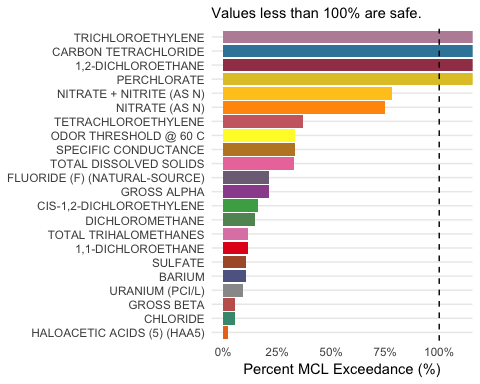 Values less than 100% are safe.
TRICHLOROETHYLENE
CARBON TETRACHLORIDE
1,2-DICHLOROETHANE
PERCHLORATE
NITRATE + NITRITE (AS N)
NITRATE (AS N)
TETRACHLOROETHYLENE
ODOR THRESHOLD @ 60 C
SPECIFIC CONDUCTANCE
TOTAL DISSOLVED SOLIDS
FLUORIDE (F) (NATURAL-SOURCE)
GROSS ALPHA
CIS-1,2-DICHLOROETHYLENE
DICHLOROMETHANE
TOTAL TRIHALOMETHANES
1,1-DICHLOROETHANE
SULFATE
BARIUM
URANIUM (PCI/L)
GROSS BETA
CHLORIDE
HALOACETIC ACIDS (5) (HAA5)
0% 25% 50% 75% 100%
Percent MCL Exceedance (%)